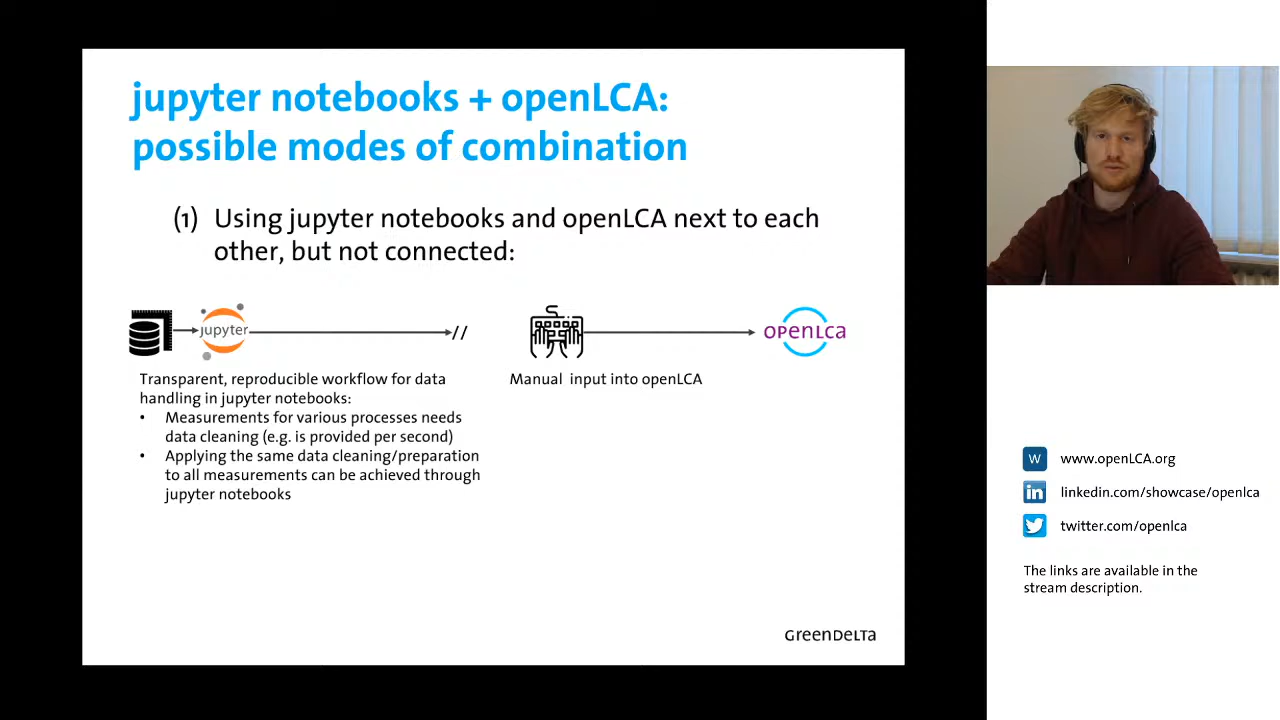 jupyter notebooks + openLCA:
possible modes of combination
(1) Using jupyter notebooks and openLCA next to each
other, but not connected:
jupyter
//
openLca
Transparent, reproducible workflow for data
handling in jupyter notebooks:
• Measurements for various processes needs
data cleaning (e.g. is provided per second)
• Applying the same data cleaning/preparation
to all measurements can be achieved through
jupyter notebooks
Manual input into openLCA
GreenDeLTa
W www.openLCA.org
in linkedin.com/showcase/openlca
twitter.com/openlca
The links are available in the
stream description.